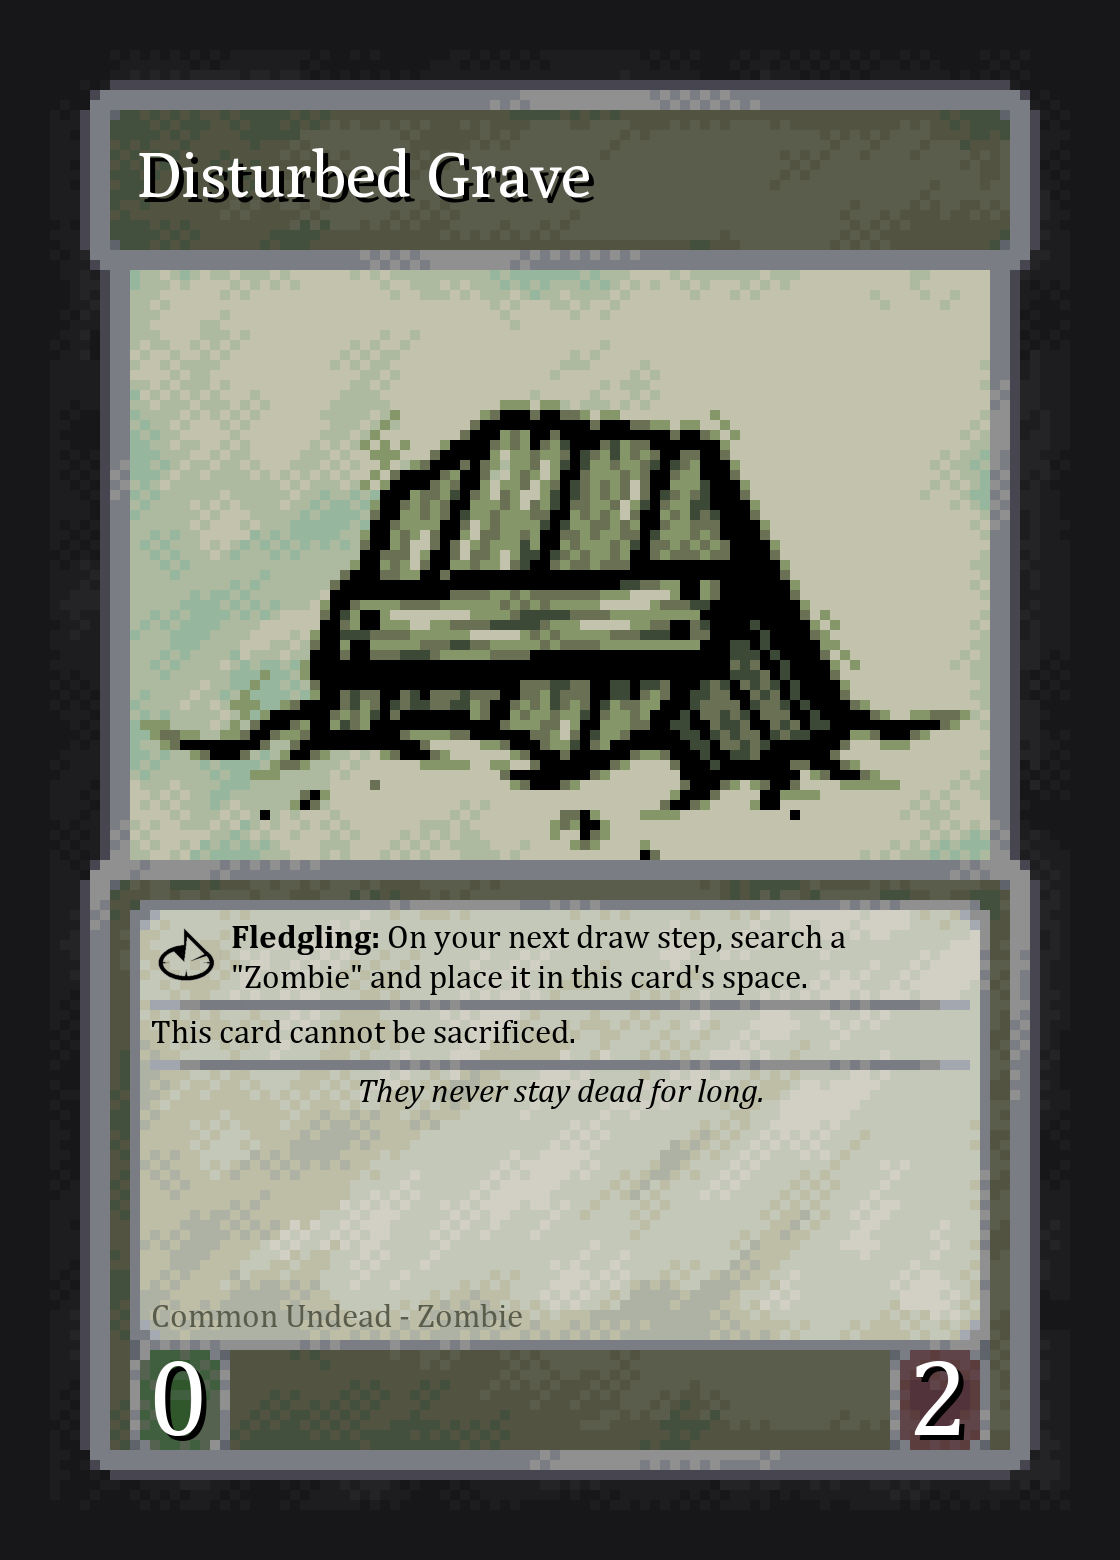 Disturbed Grave
Fledgling: On your next draw step, search a
"Zombie" and place it in this card's space.
This card cannot be sacrificed.
They never stay dead for long.
Common Undead - Zombie
0
2